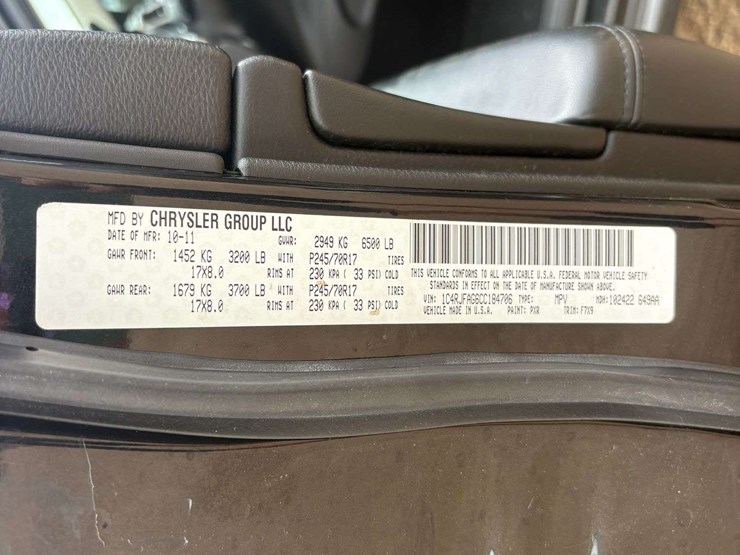 MFD BY CHRYSLER GROUP LLC
DATE OF MFR: 10-11 GVWR: 2949 KG 6500 LB
GAWR FRONT: 1452 KG 3200 LB WITH P245/70R17 TIRES
17X8.0 RIMS AT 230 KPA ( 33 PSI) COLD
GAWR REAR: 1679 KG 3700 LB WITH P245/70R17 TIRES
17X8.0 RIMS AT 230 KPA ( 33 PSI) COLD
THIS VEHICLE CONFORMS TO ALL APPLICABLE U.S.A. FEDERAL MOTOR VEHICLE SAFETY
STANDARDS IN EFFECT ON THE DATE OF MANUFACTURE SHOWN ABOVE.
VIN: 1C4RJFAG6CC184706 TYPE: MPV MDH:102422 649AA
VEHICLE MADE IN U.S.A. PAINT: PXR TRIM: F7X9